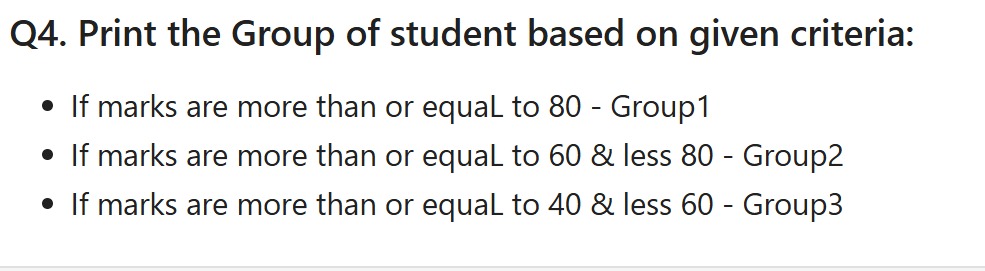 Q4. Print the Group of student based on given criteria:
• If marks are more than or equaL to 80 - Group1
• If marks are more than or equaL to 60 & less 80 - Group2
• If marks are more than or equaL to 40 & less 60 - Group3